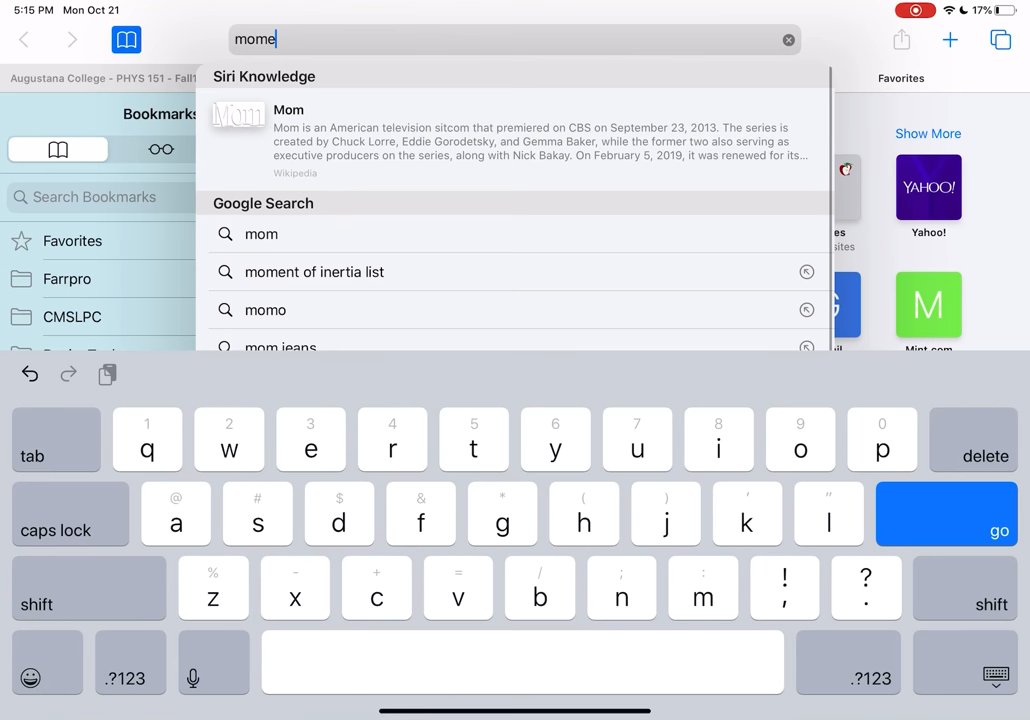 5:15 PM Mon Oct 21
17%
mome
Augustana College - PHYS 151 - Fall1
Favorites
Siri Knowledge
Bookmarks
Mom
Mom
Mom is an American television sitcom that premiered on CBS on September 23, 2013. The series is
created by Chuck Lorre, Eddie Gorodetsky, and Gemma Baker, while the former two also serving as
executive producers on the series, along with Nick Bakay. On February 5, 2019, it was renewed for its...
Wikipedia
Show More
YAHOO!
Yahoo!
Search Bookmarks
Google Search
mom
Favorites
moment of inertia list
Farrpro
momo
CMSLPC
M
mom jeans
Mint.com
1 2 3 4 5 6 7 8 9 0
tab q w e r t y u i o p delete
@ # $ & * ( ) ' "
caps lock a s d f g h j k l go
% - + = / ; : ! ?
shift z x c v b n m , . shift
.?123 .?123